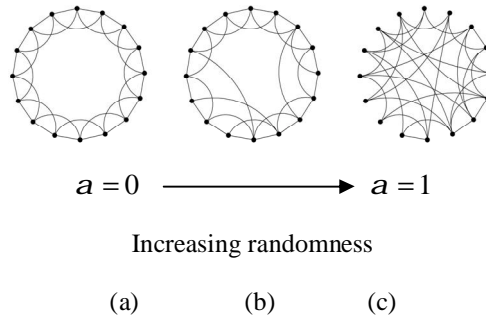 a = 0 a = 1
Increasing randomness
(a) (b) (c)